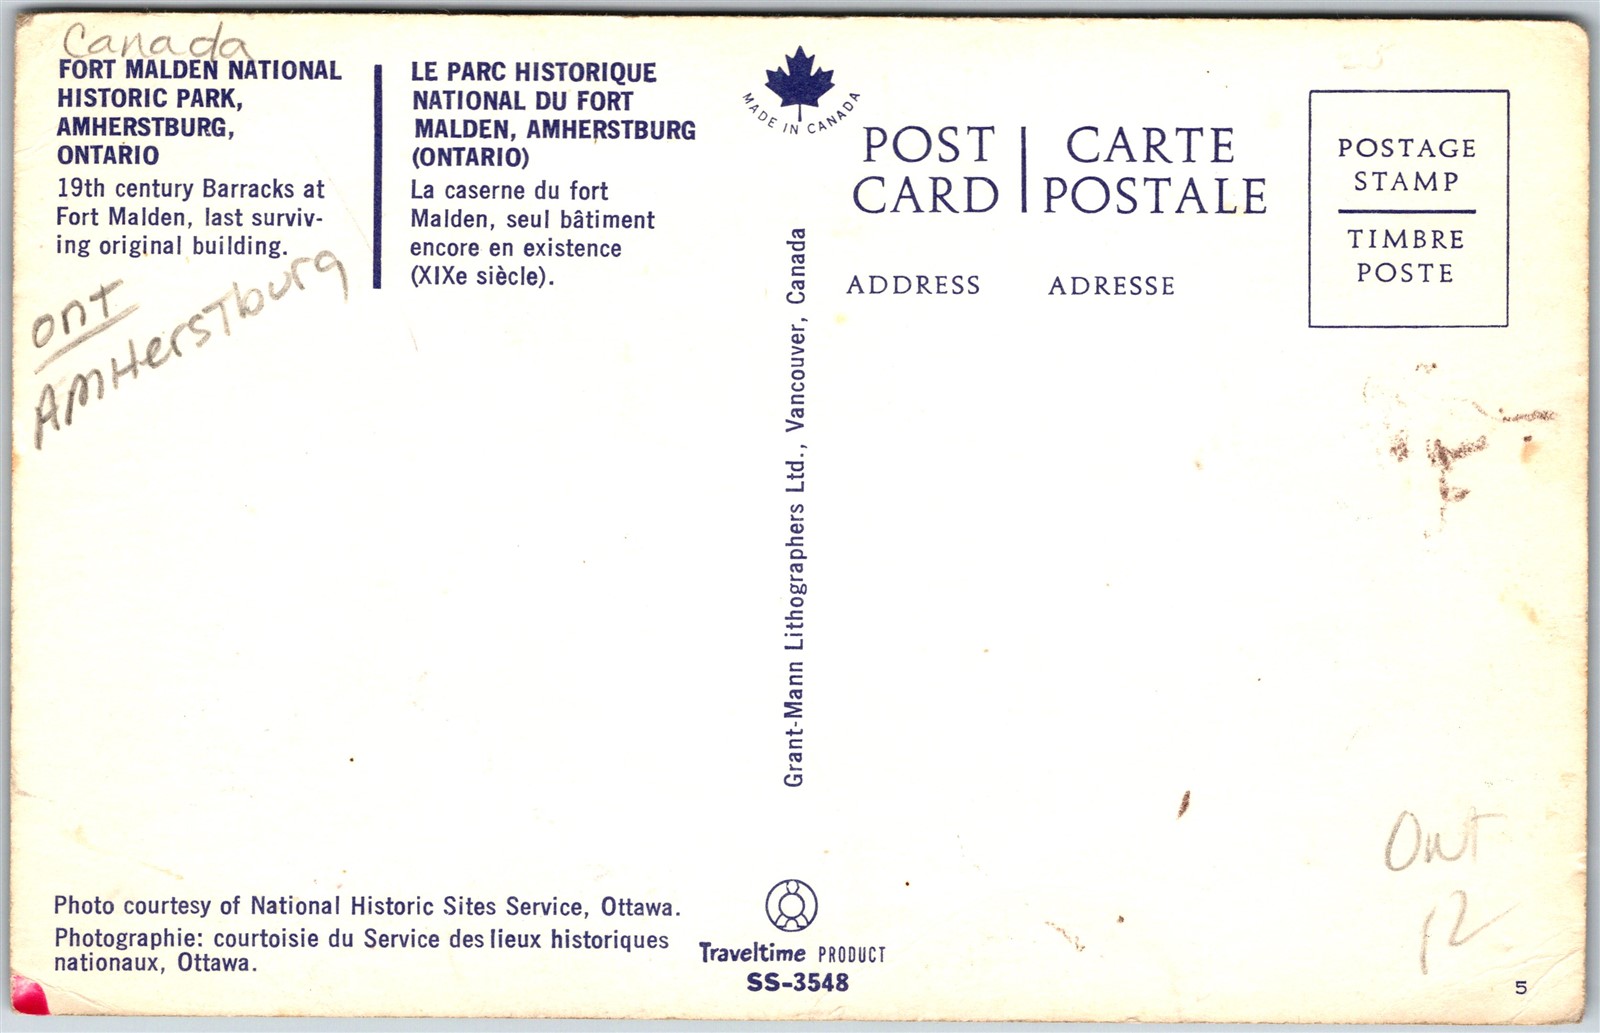 Canada
FORT MALDEN NATIONAL
HISTORIC PARK,
AMHERSTBURG,
ONTARIO
19th century Barracks at
Fort Malden, last surviv-
ing original building.
ont
AMHersTburg
LE PARC HISTORIQUE
NATIONAL DU FORT
MALDEN, AMHERSTBURG
(ONTARIO)
La caserne du fort
Malden, seul bâtiment
encore en existence
(XIXe siècle).
MADE IN CANADA
POST
CARD
CARTE
POSTALE
ADDRESS
ADRESSE
POSTAGE
STAMP
TIMBRE
POSTE
Grant-Mann Lithographers Ltd., Vancouver, Canada
Ont
12
Photo courtesy of National Historic Sites Service, Ottawa.
Photographie: courtoisie du Service des lieux historiques
nationaux, Ottawa.
Traveltime PRODUCT
SS-3548
5